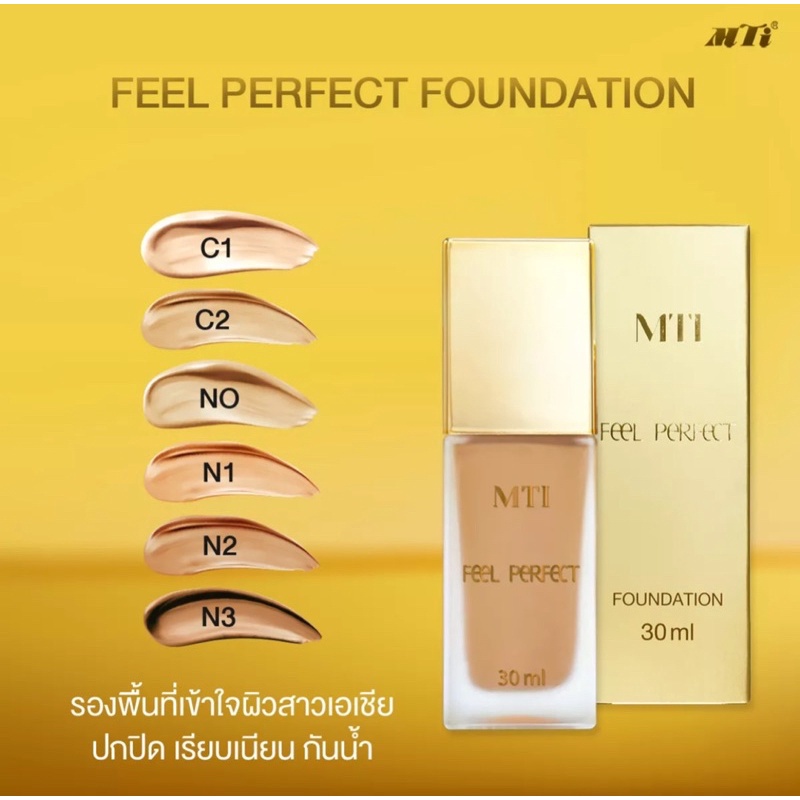 MTi®
FEEL PERFECT FOUNDATION
C1
C2
NO
N1
N2
N3
MTI
FEEL PERFECT
30 ml
MTI
FEEL PERFECT
FOUNDATION
30 ml
รองพื้นที่เข้าใจผิวสาวเอเชีย
ปกปิด เรียบเนียน กันน้ำ